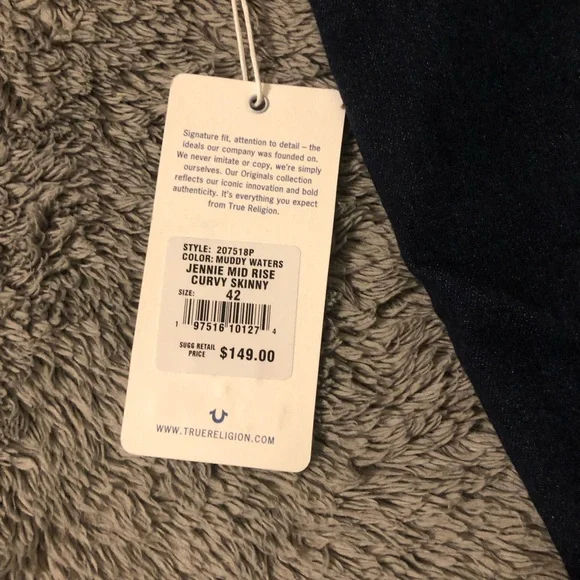 Signature fit, attention to detail – the
ideals our company was founded on.
We never imitate or copy, we're simply
ourselves. Our Originals collection
reflects our iconic innovation and bold
authenticity. It's everything you expect
from True Religion.
STYLE: 207518P
COLOR: MUDDY WATERS
JENNIE MID RISE
CURVY SKINNY
SIZE: 42
1 97516 10127 4
SUGG RETAIL
PRICE $149.00
WWW.TRUERELIGION.COM